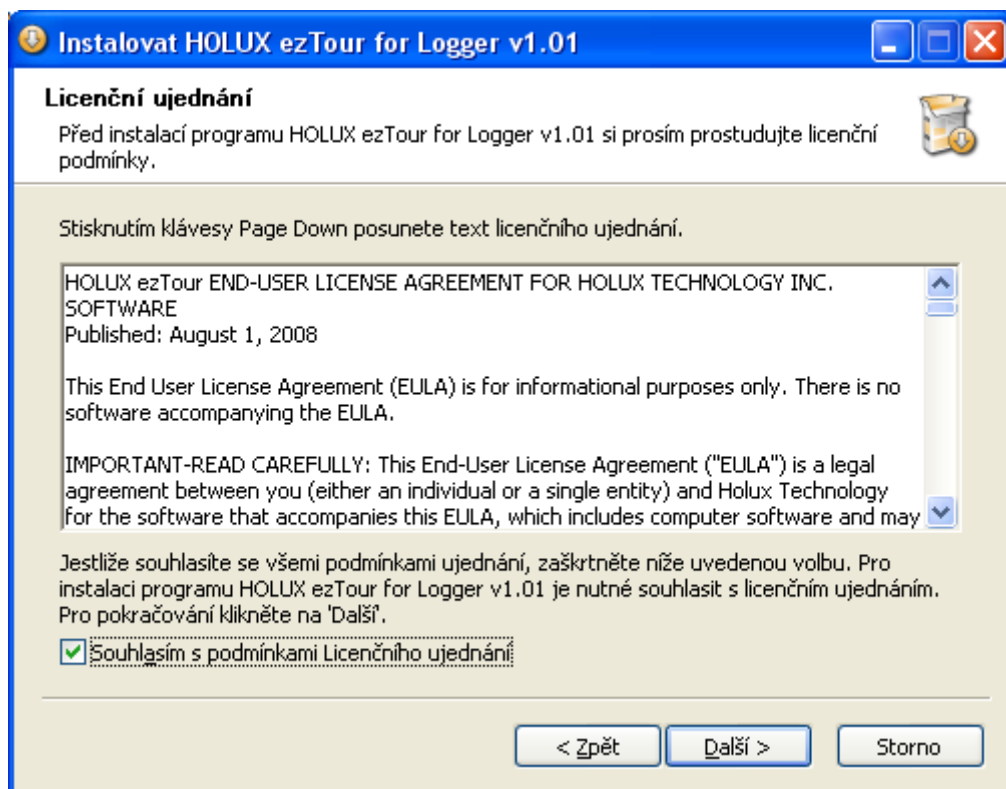 Instalovat HOLUX ezTour for Logger v1.01
Licenční ujednání
Před instalací programu HOLUX ezTour for Logger v1.01 si prosím prostudujte licenční
podmínky.
Stisknutím klávesy Page Down posunete text licenčního ujednání.
HOLUX ezTour END-USER LICENSE AGREEMENT FOR HOLUX TECHNOLOGY INC.
SOFTWARE
Published: August 1, 2008
This End User License Agreement (EULA) is for informational purposes only. There is no
software accompanying the EULA.
IMPORTANT-READ CAREFULLY: This End-User License Agreement ("EULA") is a legal
agreement between you (either an individual or a single entity) and Holux Technology
for the software that accompanies this EULA, which includes computer software and may
Jestliže souhlasíte se všemi podmínkami ujednání, zaškrtněte níže uvedenou volbu. Pro
instalaci programu HOLUX ezTour for Logger v1.01 je nutné souhlasit s licenčním ujednáním.
Pro pokračování klikněte na 'Další'.
Souhlasím s podmínkami Licenčního ujednání
< Zpět
Další >
Storno